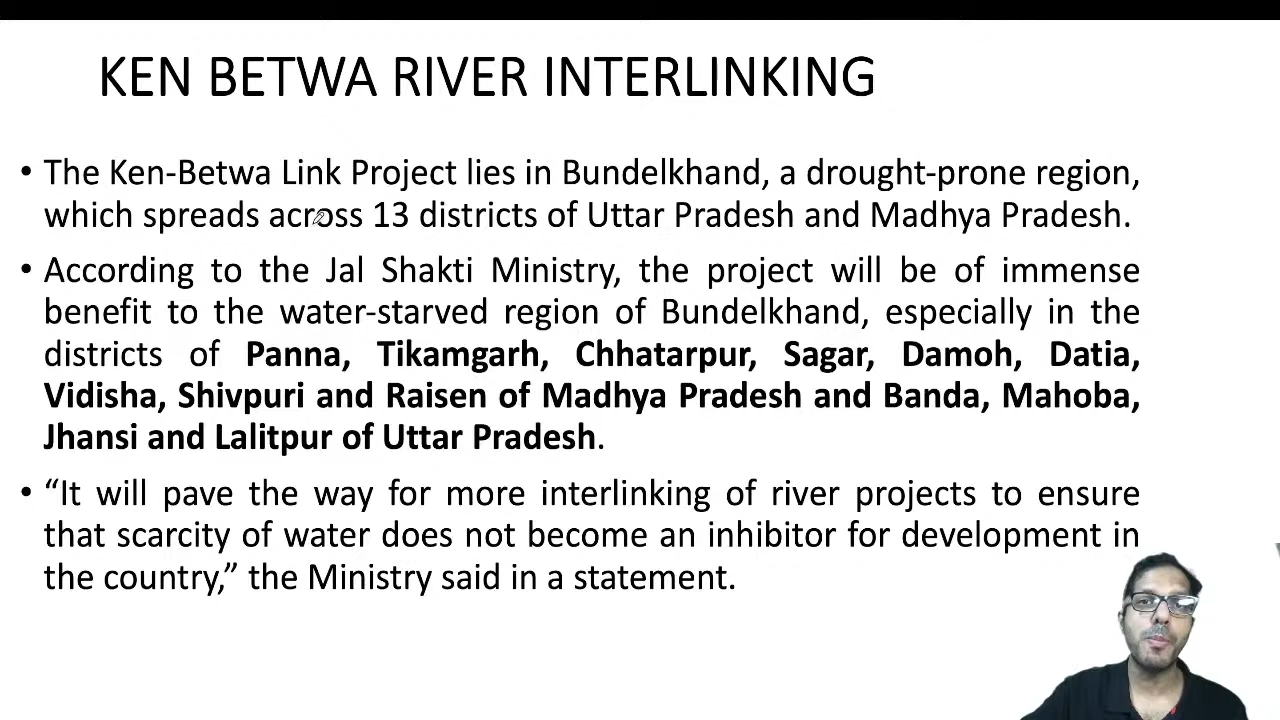 KEN BETWA RIVER INTERLINKING
• The Ken-Betwa Link Project lies in Bundelkhand, a drought-prone region,
which spreads across 13 districts of Uttar Pradesh and Madhya Pradesh.
• According to the Jal Shakti Ministry, the project will be of immense
benefit to the water-starved region of Bundelkhand, especially in the
districts of Panna, Tikamgarh, Chhatarpur, Sagar, Damoh, Datia,
Vidisha, Shivpuri and Raisen of Madhya Pradesh and Banda, Mahoba,
Jhansi and Lalitpur of Uttar Pradesh.
• “It will pave the way for more interlinking of river projects to ensure
that scarcity of water does not become an inhibitor for development in
the country,” the Ministry said in a statement.